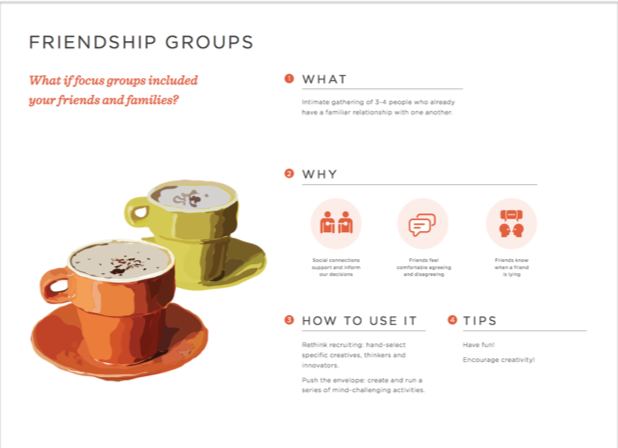 FRIENDSHIP GROUPS
What if focus groups included
your friends and families?
1 WHAT
Intimate gathering of 3-4 people who already
have a familiar relationship with one another.
2 WHY
Social connections
support and inform
our decisions
Friends feel
comfortable agreeing
and disagreeing
Friends know
when a friend
is lying
3 HOW TO USE IT
Rethink recruiting: hand-select
specific creatives, thinkers and
innovators.
Push the envelope: create and run a
series of mind-challenging activities.
4 TIPS
Have fun!
Encourage creativity!